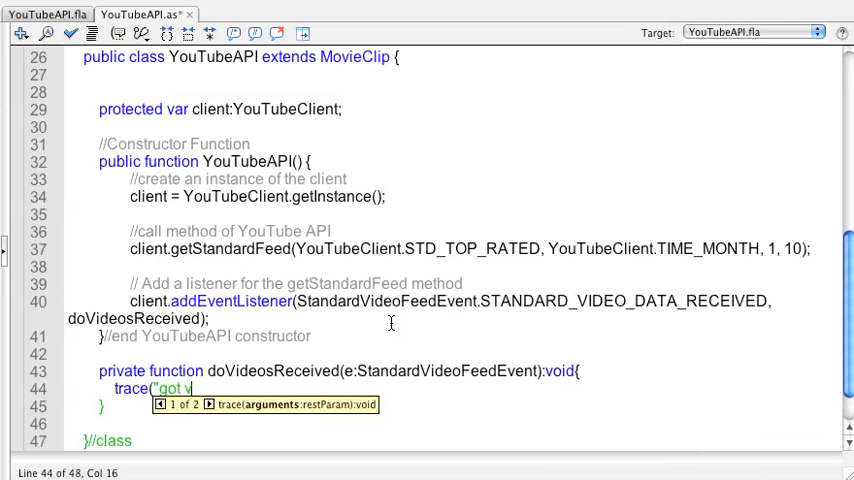 YouTubeAPI.fla YouTubeAPI.as*
Target: YouTubeAPI.fla
26 public class YouTubeAPI extends MovieClip {
27
28
29 protected var client:YouTubeClient;
30
31 //Constructor Function
32 public function YouTubeAPI() {
33 //create an instance of the client
34 client = YouTubeClient.getInstance();
35
36 //call method of YouTube API
37 client.getStandardFeed(YouTubeClient.STD_TOP_RATED, YouTubeClient.TIME_MONTH, 1, 10);
38
39 // Add a listener for the getStandardFeed method
40 client.addEventListener(StandardVideoFeedEvent.STANDARD_VIDEO_DATA_RECEIVED,
doVideosReceived);
41 }//end YouTubeAPI constructor
42
43 private function doVideosReceived(e:StandardVideoFeedEvent):void{
44 trace("got v
1 of 2 trace(arguments:restParam):void
45 }
46
47 }//class
Line 44 of 48, Col 16